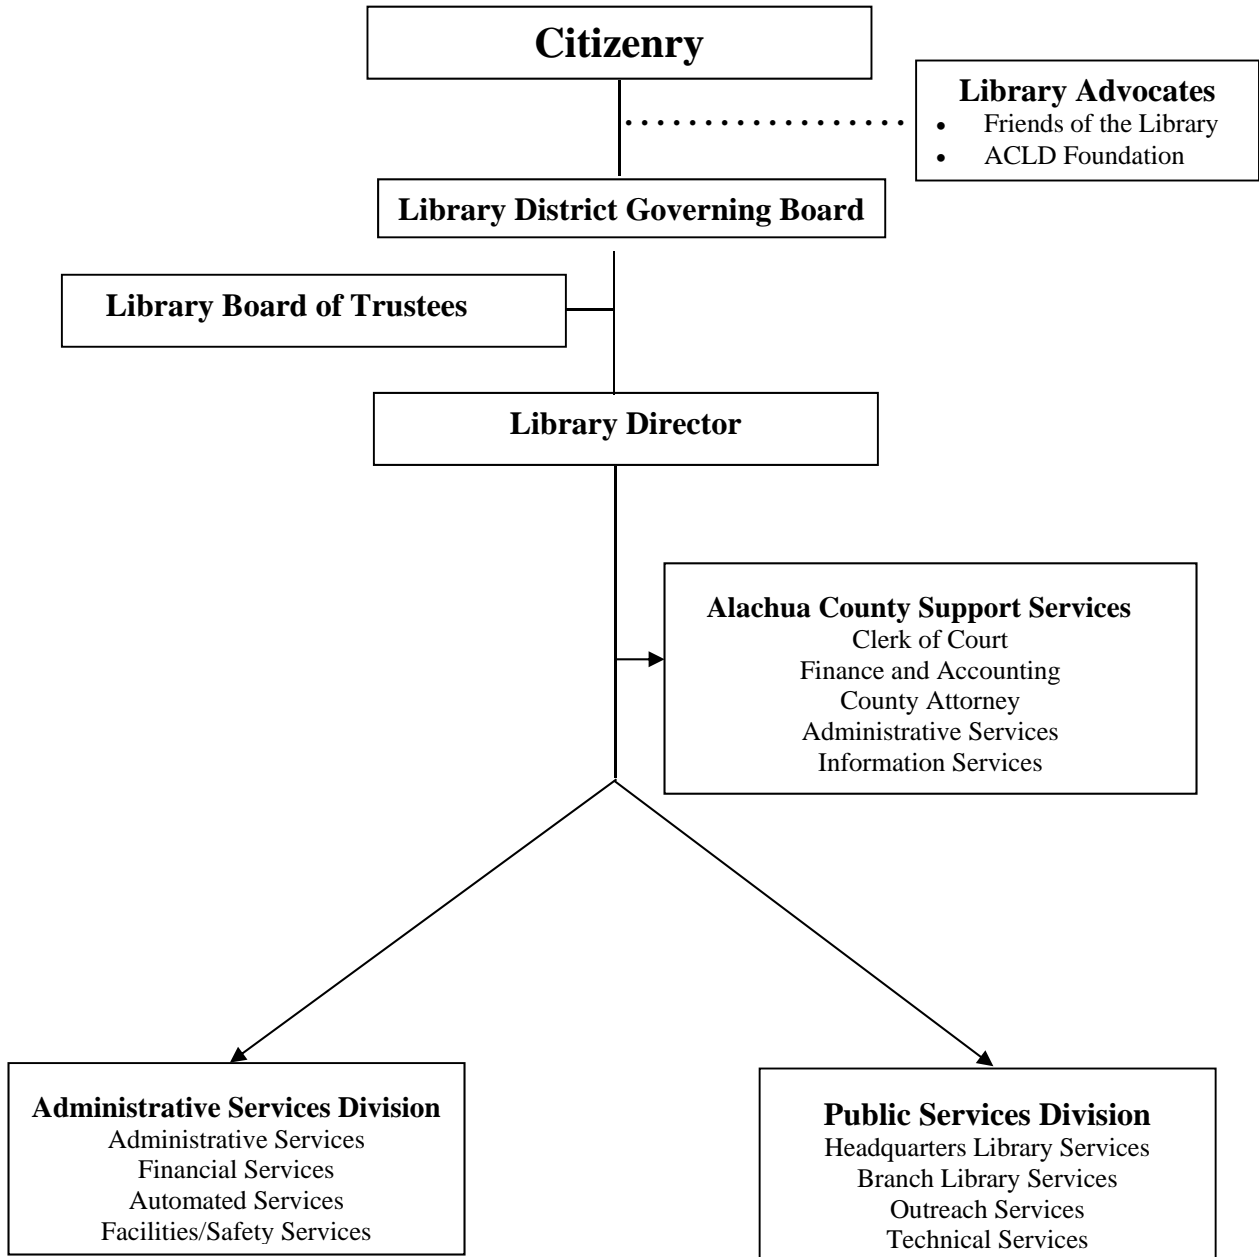 Citizenry
Library Advocates
• Friends of the Library
• ACLD Foundation
Library District Governing Board
Library Board of Trustees
Library Director
Alachua County Support Services
Clerk of Court
Finance and Accounting
County Attorney
Administrative Services
Information Services
Administrative Services Division
Administrative Services
Financial Services
Automated Services
Facilities/Safety Services
Public Services Division
Headquarters Library Services
Branch Library Services
Outreach Services
Technical Services